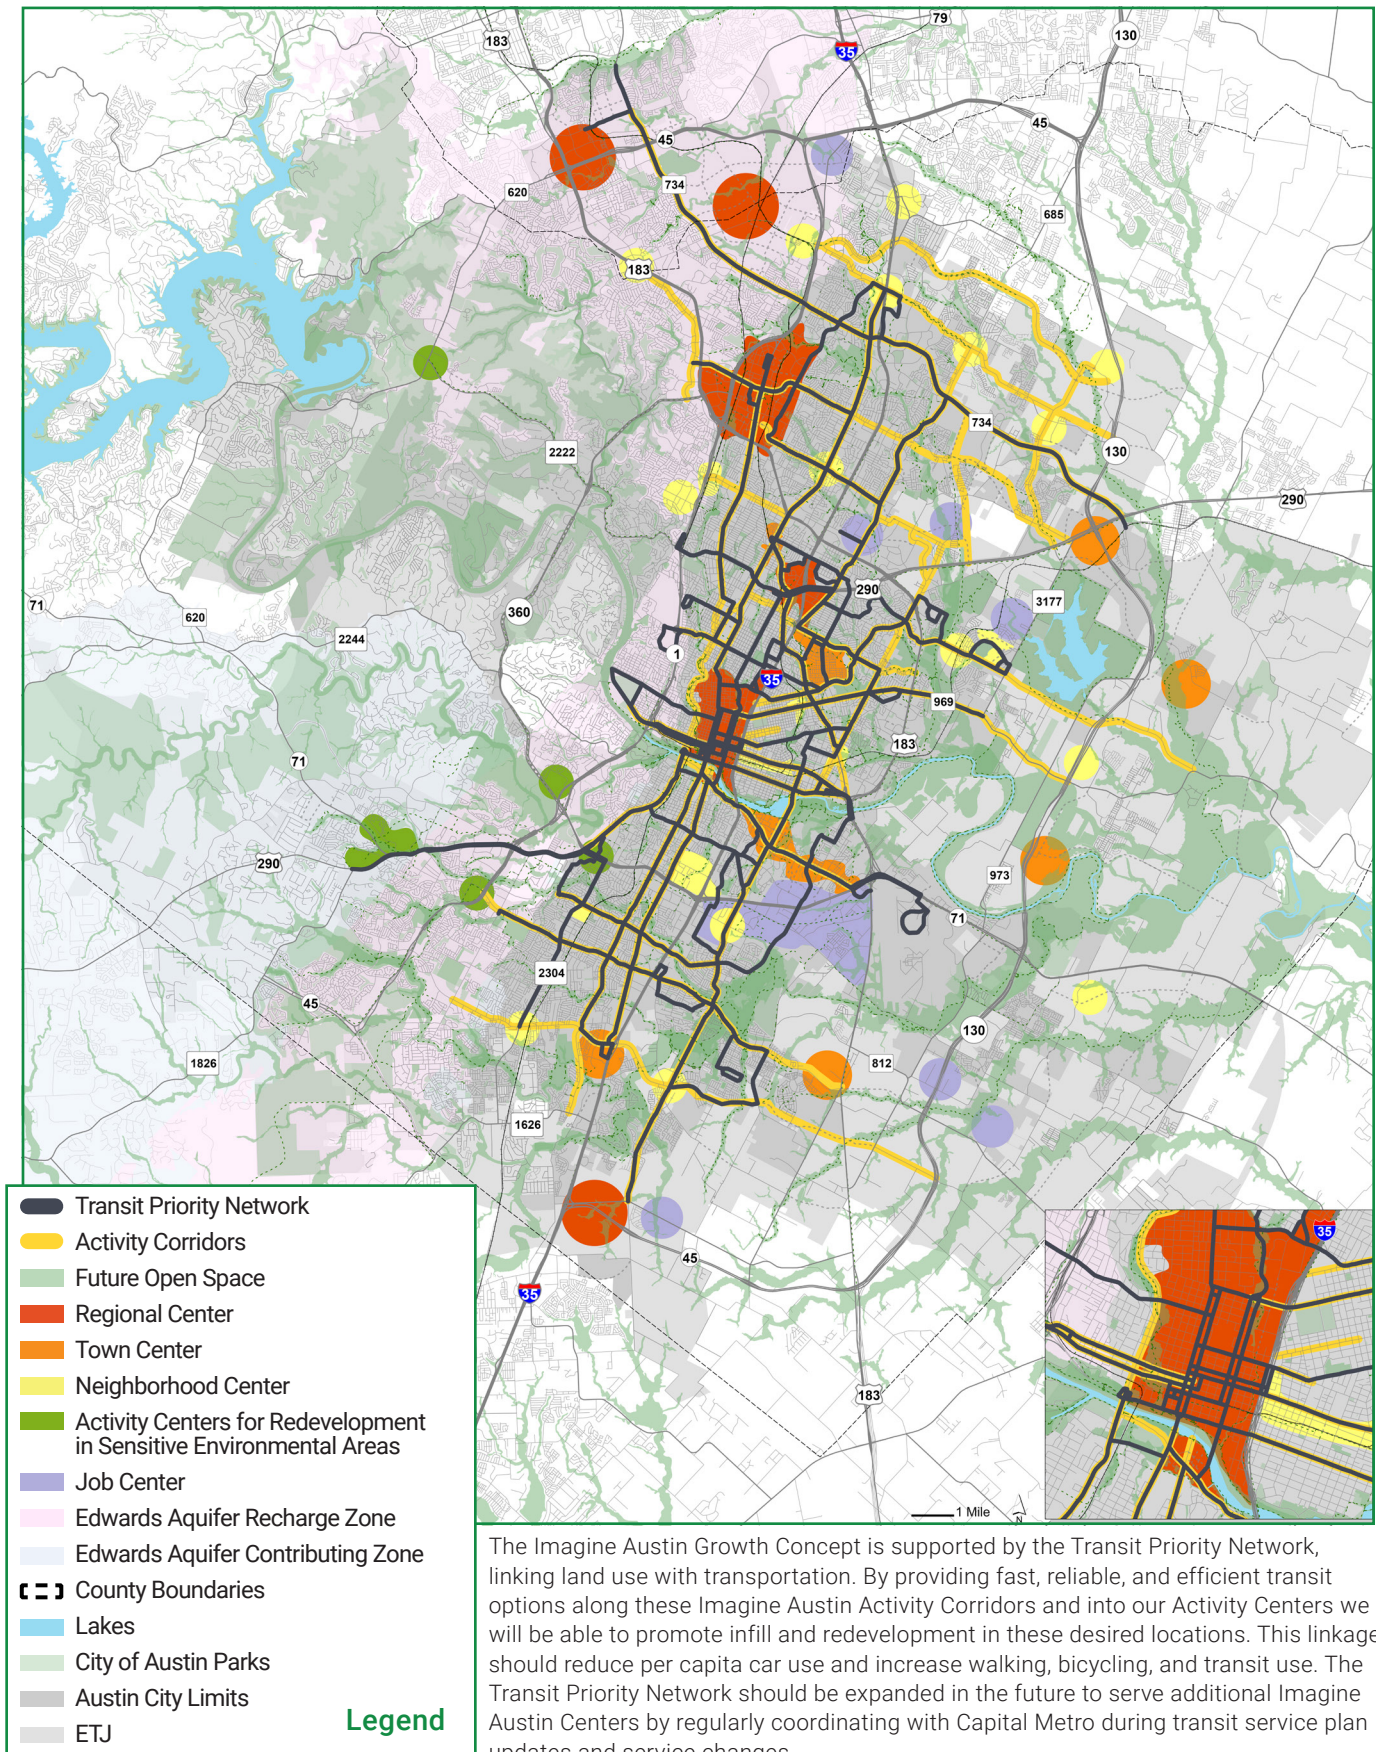 183
79
35
130
45
45
620
734
685
183
2222
734
130
290
71
620
2244
360
290
3177
1
35
969
183
71
290
973
71
2304
45
130
812
1826
1626
45
35
183
1 Mile
N
35
Transit Priority Network
Activity Corridors
Future Open Space
Regional Center
Town Center
Neighborhood Center
Activity Centers for Redevelopment
in Sensitive Environmental Areas
Job Center
Edwards Aquifer Recharge Zone
Edwards Aquifer Contributing Zone
County Boundaries
Lakes
City of Austin Parks
Austin City Limits
ETJ
Legend
The Imagine Austin Growth Concept is supported by the Transit Priority Network,
linking land use with transportation. By providing fast, reliable, and efficient transit
options along these Imagine Austin Activity Corridors and into our Activity Centers we
will be able to promote infill and redevelopment in these desired locations. This linkage
should reduce per capita car use and increase walking, bicycling, and transit use. The
Transit Priority Network should be expanded in the future to serve additional Imagine
Austin Centers by regularly coordinating with Capital Metro during transit service plan
updates and service changes.